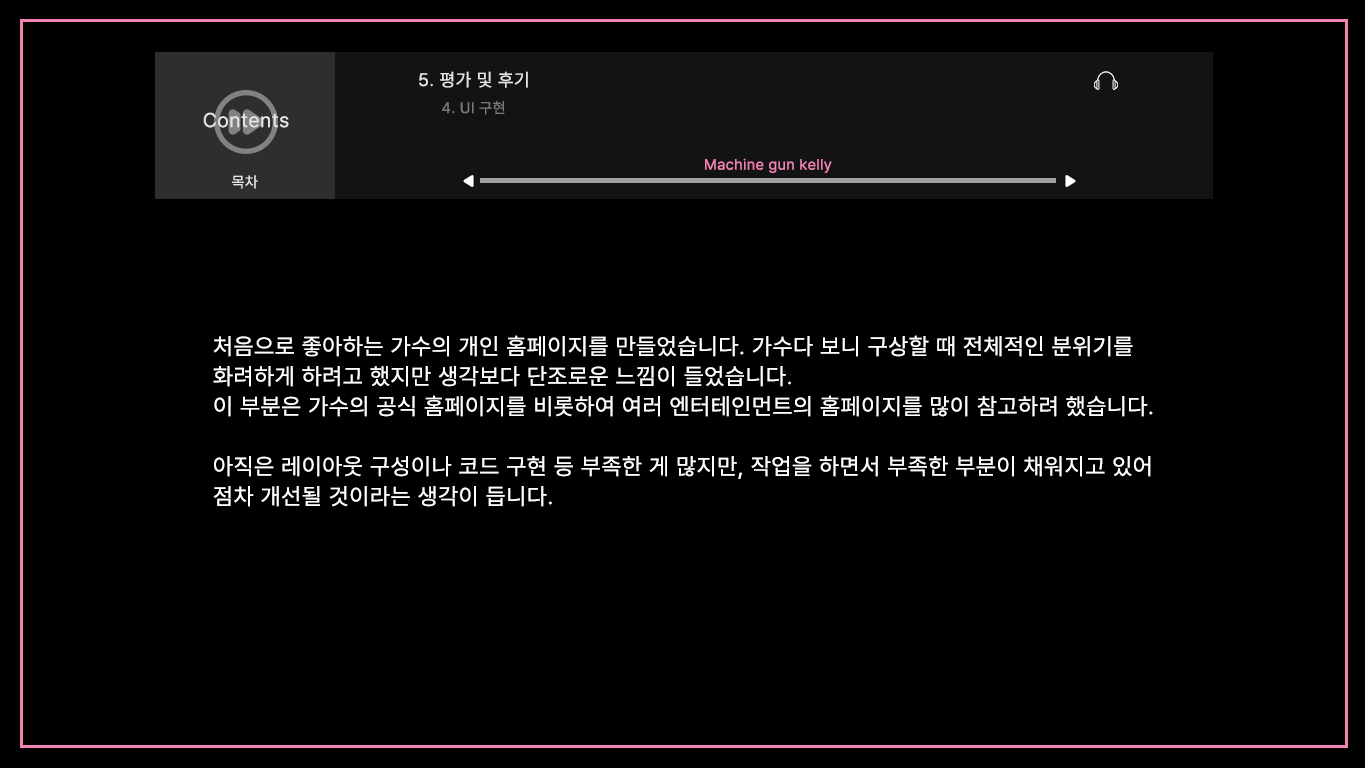 Contents
목차
5. 평가 및 후기
4. UI 구현
Machine gun kelly
처음으로 좋아하는 가수의 개인 홈페이지를 만들었습니다. 가수다 보니 구상할 때 전체적인 분위기를
화려하게 하려고 했지만 생각보다 단조로운 느낌이 들었습니다.
이 부분은 가수의 공식 홈페이지를 비롯하여 여러 엔터테인먼트의 홈페이지를 많이 참고하려 했습니다.
아직은 레이아웃 구성이나 코드 구현 등 부족한 게 많지만, 작업을 하면서 부족한 부분이 채워지고 있어
점차 개선될 것이라는 생각이 듭니다.